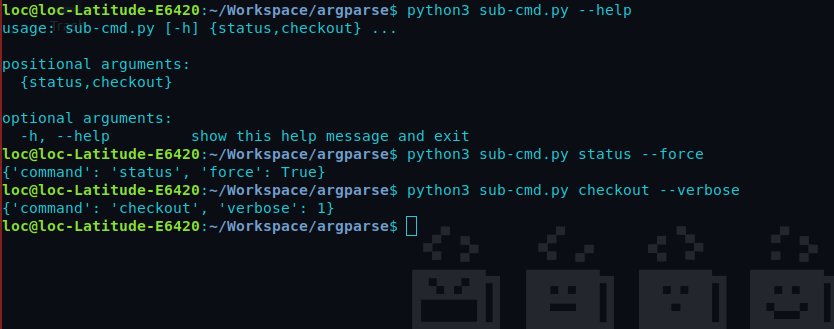 loc@loc-Latitude-E6420:~/Workspace/argparse$ python3 sub-cmd.py --help
usage: sub-cmd.py [-h] {status,checkout} ...

positional arguments:
  {status,checkout}

optional arguments:
  -h, --help         show this help message and exit
loc@loc-Latitude-E6420:~/Workspace/argparse$ python3 sub-cmd.py status --force
{'command': 'status', 'force': True}
loc@loc-Latitude-E6420:~/Workspace/argparse$ python3 sub-cmd.py checkout --verbose
{'command': 'checkout', 'verbose': 1}
loc@loc-Latitude-E6420:~/Workspace/argparse$